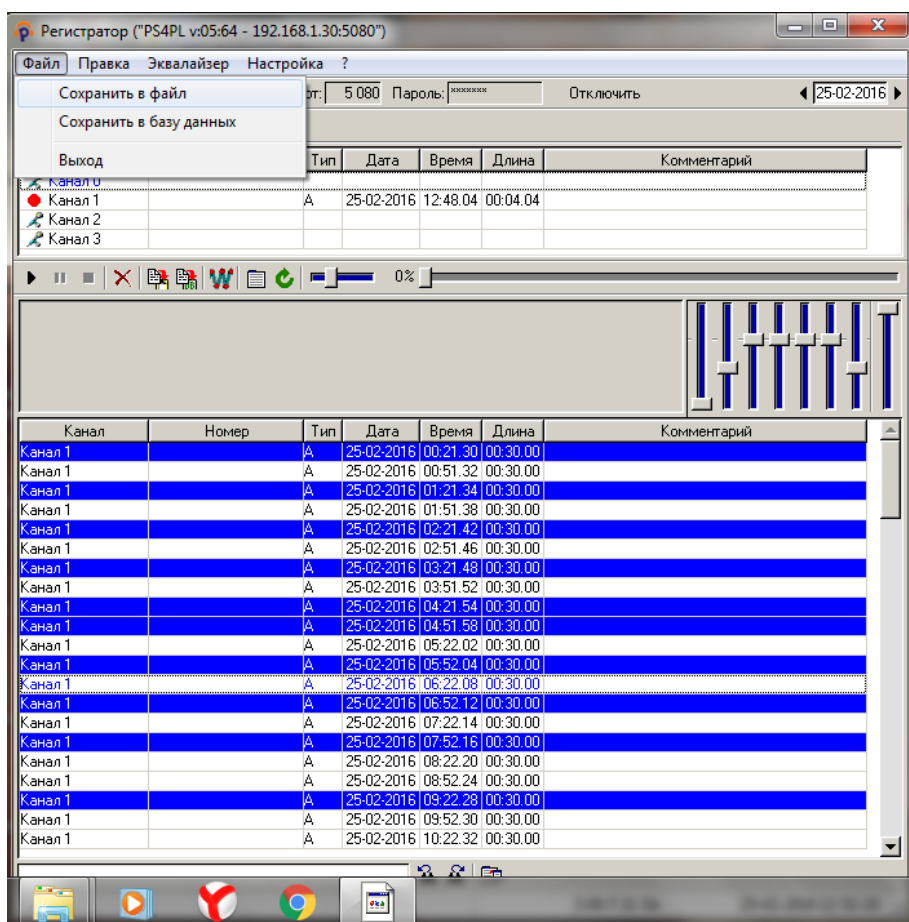 Регистратор ("PS4PL v:05:64 - 192.168.1.30:5080")
Файл Правка Эквалайзер Настройка ?
Сохранить в файл
Сохранить в базу данных
Выход
5 080 Пароль: ******* Отключить 25-02-2016
Тип Дата Время Длина Комментарий
Канал 0
Канал 1 А 25-02-2016 12:48.04 00:04.04
Канал 2
Канал 3
0%
Канал Номер Тип Дата Время Длина Комментарий
Канал 1 А 25-02-2016 00:21.30 00:30.00
Канал 1 А 25-02-2016 00:51.32 00:30.00
Канал 1 А 25-02-2016 01:21.34 00:30.00
Канал 1 А 25-02-2016 01:51.38 00:30.00
Канал 1 А 25-02-2016 02:21.42 00:30.00
Канал 1 А 25-02-2016 02:51.46 00:30.00
Канал 1 А 25-02-2016 03:21.48 00:30.00
Канал 1 А 25-02-2016 03:51.52 00:30.00
Канал 1 А 25-02-2016 04:21.54 00:30.00
Канал 1 А 25-02-2016 04:51.58 00:30.00
Канал 1 А 25-02-2016 05:22.02 00:30.00
Канал 1 А 25-02-2016 05:52.04 00:30.00
Канал 1 А 25-02-2016 06:22.08 00:30.00
Канал 1 А 25-02-2016 06:52.12 00:30.00
Канал 1 А 25-02-2016 07:22.14 00:30.00
Канал 1 А 25-02-2016 07:52.16 00:30.00
Канал 1 А 25-02-2016 08:22.20 00:30.00
Канал 1 А 25-02-2016 08:52.24 00:30.00
Канал 1 А 25-02-2016 09:22.28 00:30.00
Канал 1 А 25-02-2016 09:52.30 00:30.00
Канал 1 А 25-02-2016 10:22.32 00:30.00